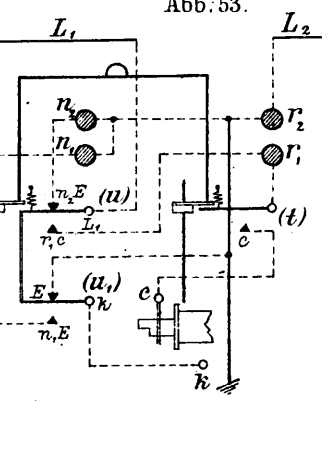 Abb. 53.
L₁
L₂
n₂
r₂
n₁
r₁
n₂E
(u)
L₁
(t)
r₁c
c
(u₁)
E
k
c
n₁E
k